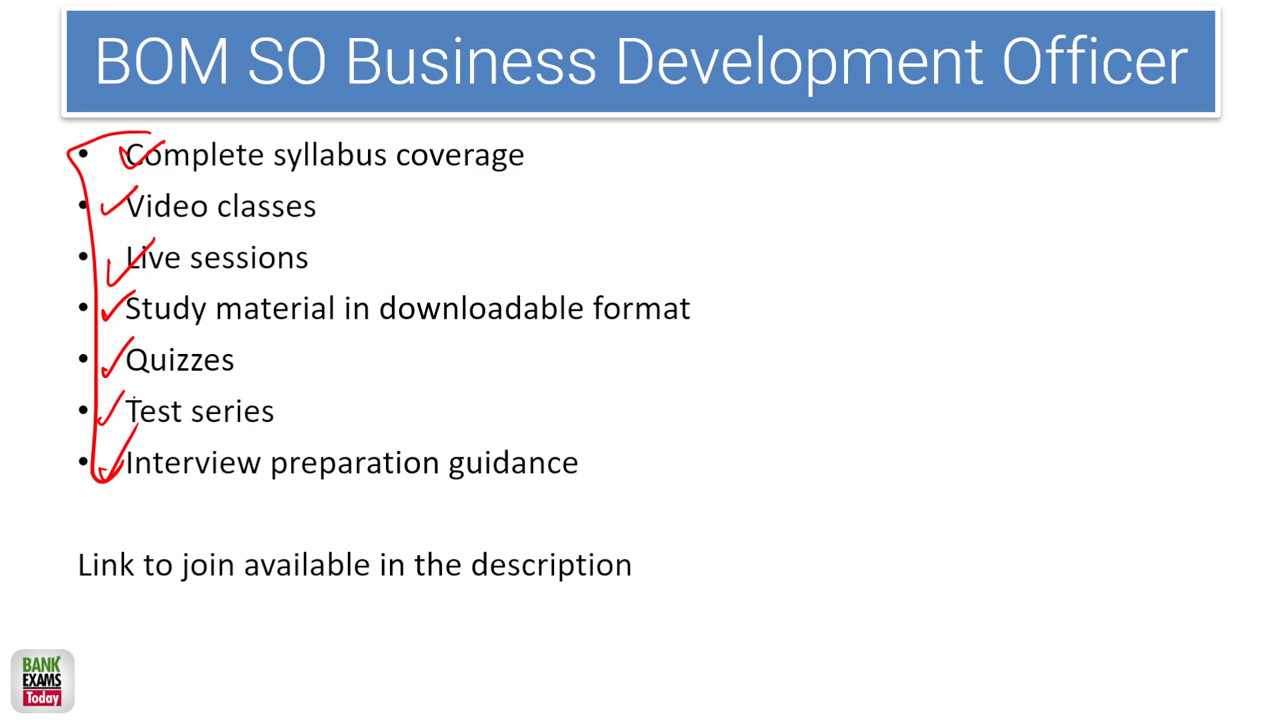 BOM SO Business Development Officer
• Complete syllabus coverage
• Video classes
• Live sessions
• Study material in downloadable format
• Quizzes
• Test series
• Interview preparation guidance
Link to join available in the description
BANK
EXAMS
Today